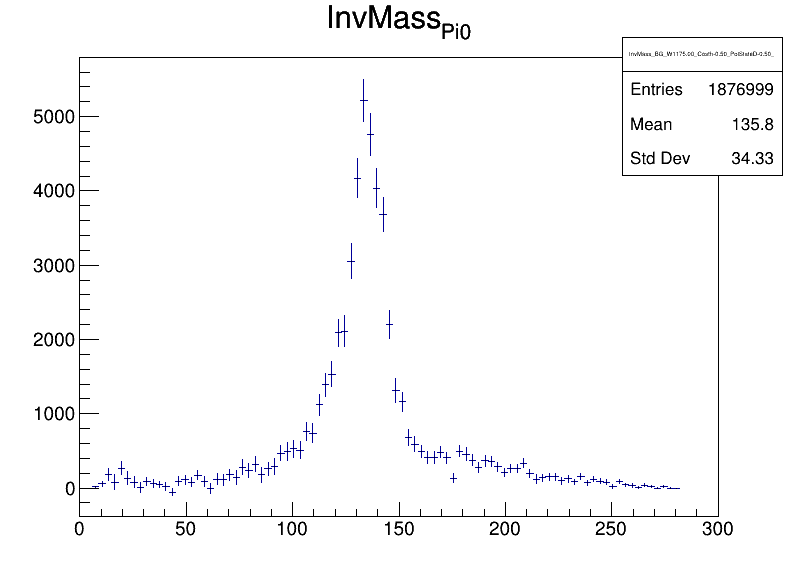 InvMass_Pi0
InvMass_BG_W1175.00_Costh-0.50_PolStateD-0.50_
Entries 1876999
Mean 135.8
Std Dev 34.33
5000
4000
3000
2000
1000
0
0 50 100 150 200 250 300